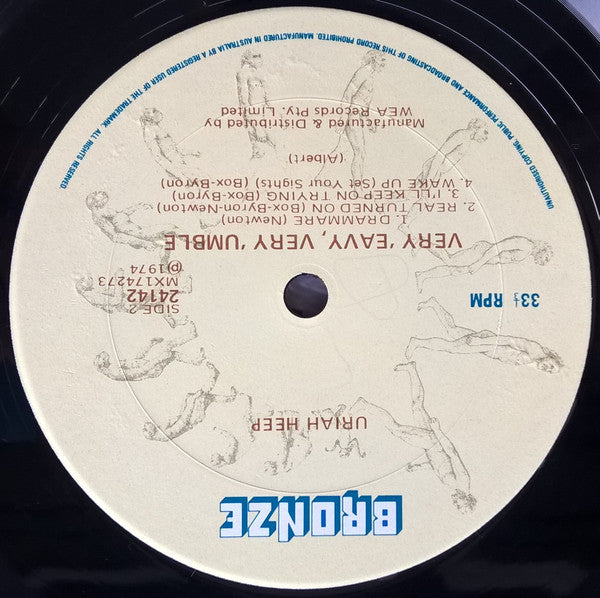 BRONZE
URIAH HEEP
33⅓ RPM
SIDE 2
24142
MX174273
℗1974
VERY 'EAVY, VERY 'UMBLE
1. DRAMMARE (Newton)
2. REAL TURNED ON (Box-Byron-Newton)
3. I'LL KEEP ON TRYING (Box-Byron)
4. WAKE UP (Set Your Sights) (Box-Byron)
(Albert)
Manufactured & Distributed by
WEA Records Pty. Limited
UNAUTHORISED COPYING PUBLIC PERFORMANCE AND BROADCASTING OF THIS RECORD PROHIBITED. MANUFACTURED IN AUSTRALIA BY A REGISTERED USER OF THE TRADEMARK. ALL RIGHTS RESERVED.